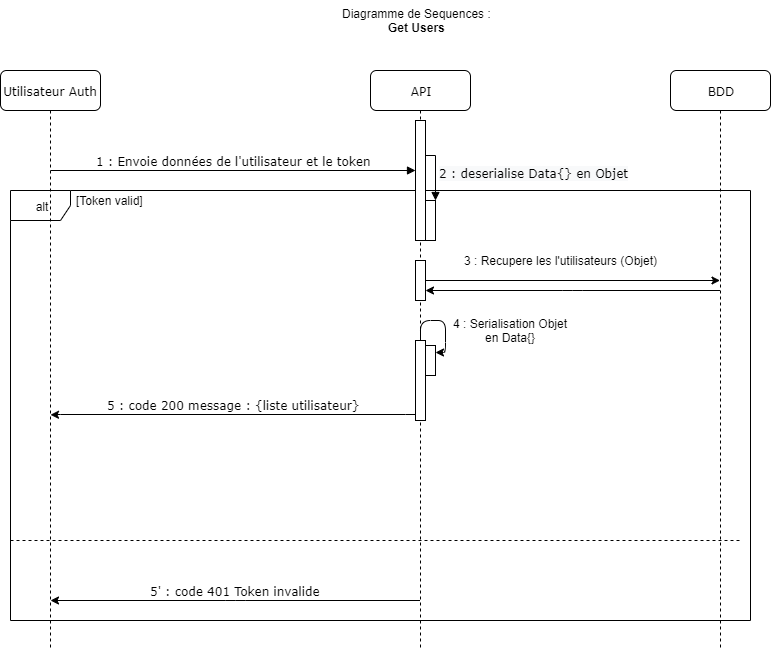 Diagramme de Sequences :
Get Users
Utilisateur Auth
API
BDD
1 : Envoie données de l'utilisateur et le token
2 : deserialise Data{} en Objet
alt
[Token valid]
3 : Recupere les l'utilisateurs (Objet)
4 : Serialisation Objet
en Data{}
5 : code 200 message : {liste utilisateur}
5' : code 401 Token invalide